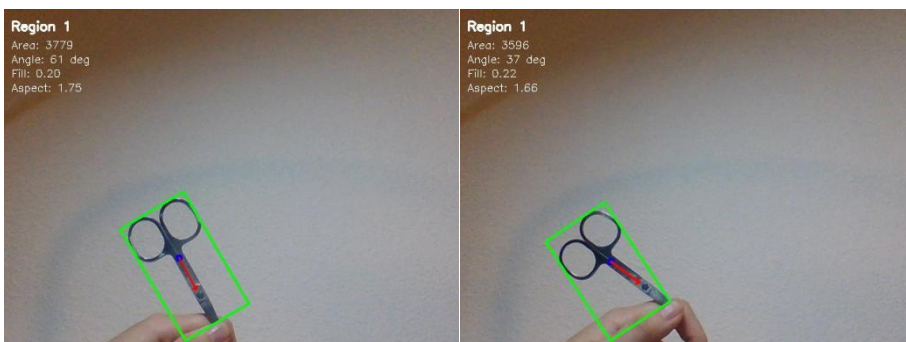 Region 1
Area: 3779
Angle: 61 deg
Fill: 0.20
Aspect: 1.75
Region 1
Area: 3596
Angle: 37 deg
Fill: 0.22
Aspect: 1.66